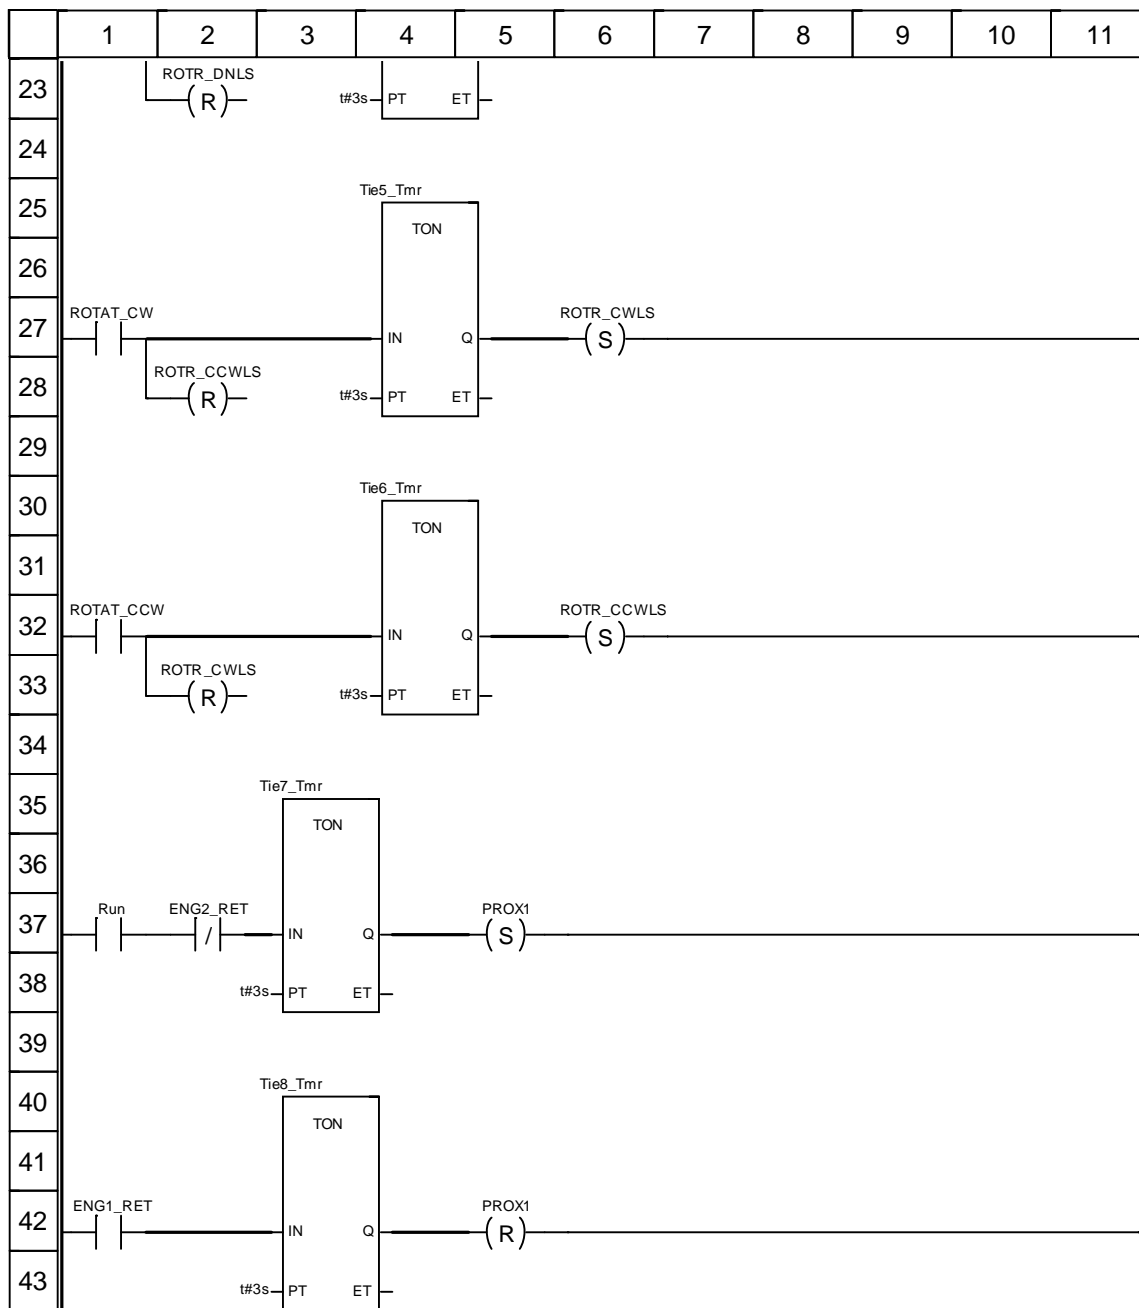 1 2 3 4 5 6 7 8 9 10 11
ROTR_DNLS
23 (R) t#3s PT ET
24
Tie5_Tmr
25
TON
26
ROTAT_CW ROTR_CWLS
27 IN Q (S)
ROTR_CCWLS
28 (R) t#3s PT ET
29
Tie6_Tmr
30
TON
31
ROTAT_CCW ROTR_CCWLS
32 IN Q (S)
ROTR_CWLS
33 (R) t#3s PT ET
34
Tie7_Tmr
35
TON
36
Run ENG2_RET PROX1
37 / IN Q (S)
38 t#3s PT ET
39
Tie8_Tmr
40
TON
41
ENG1_RET PROX1
42 IN Q (R)
43 t#3s PT ET